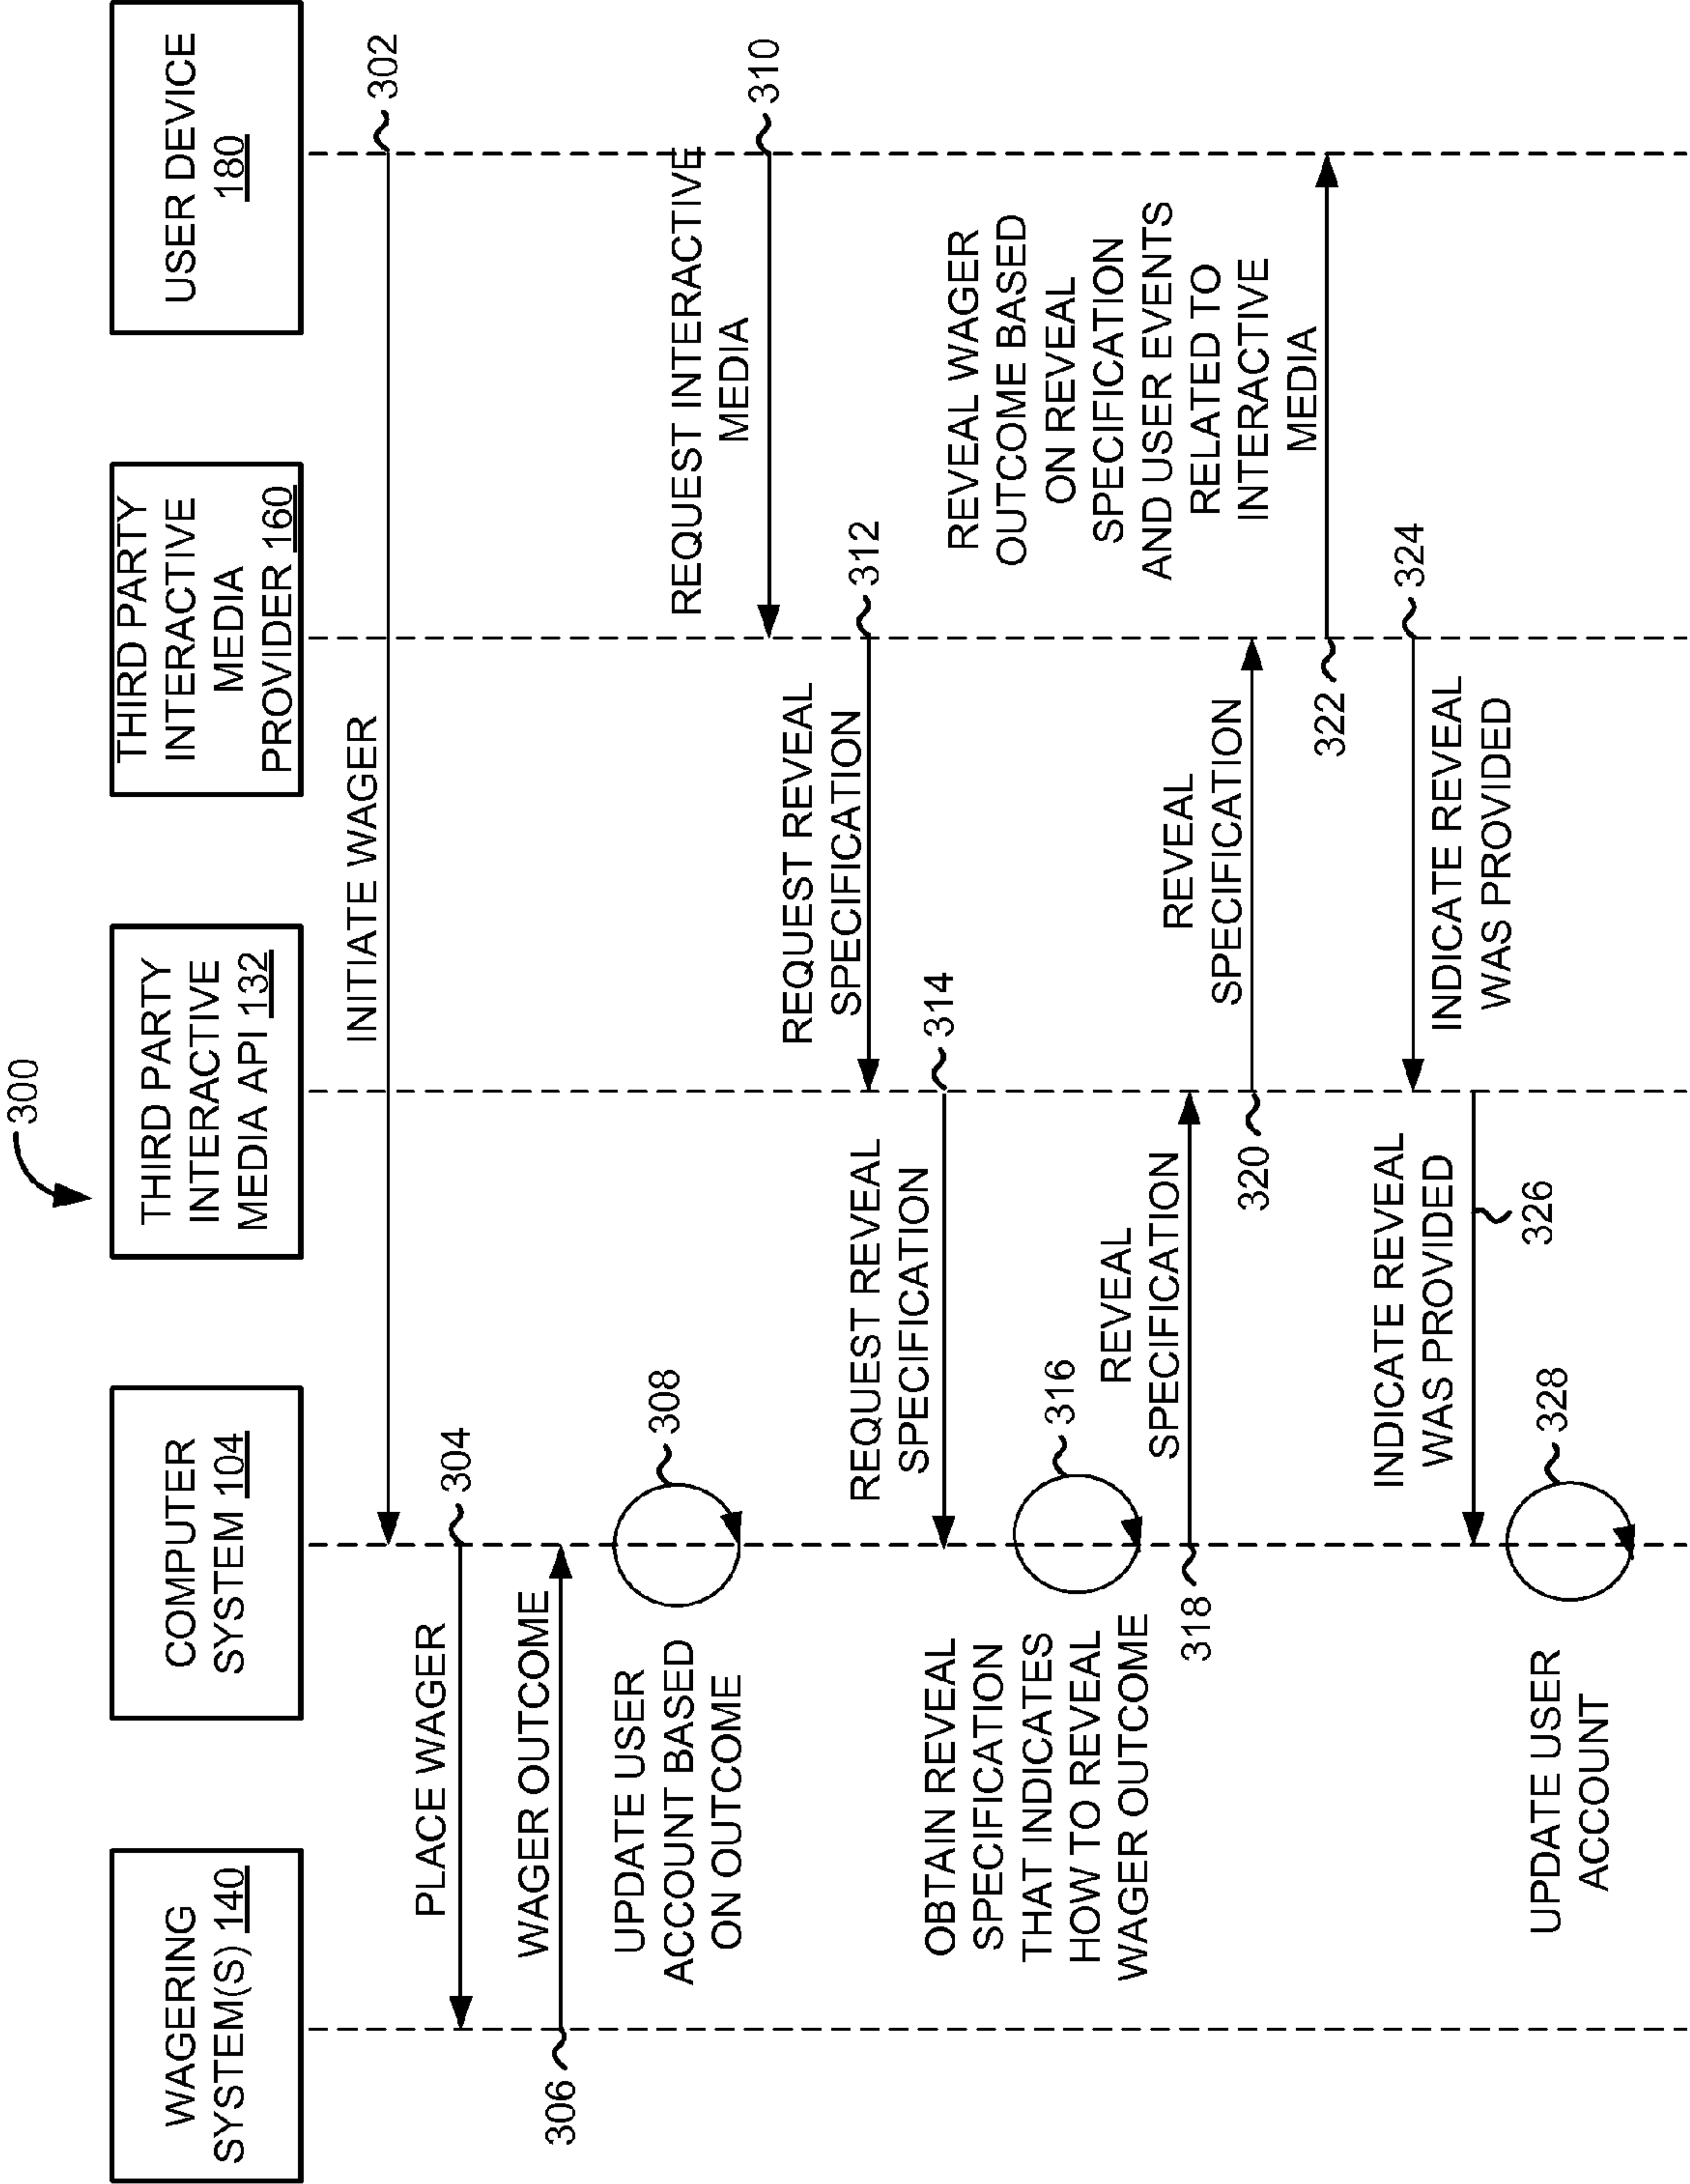 300
WAGERING
SYSTEM(S) 140
COMPUTER
SYSTEM 104
THIRD PARTY
INTERACTIVE
MEDIA API 132
THIRD PARTY
INTERACTIVE
MEDIA
PROVIDER 160
USER DEVICE
180
INITIATE WAGER
302
PLACE WAGER
304
WAGER OUTCOME
306
UPDATE USER
ACCOUNT BASED
ON OUTCOME
308
REQUEST INTERACTIVE
MEDIA
310
REQUEST REVEAL
SPECIFICATION
312
REQUEST REVEAL
SPECIFICATION
314
OBTAIN REVEAL
SPECIFICATION
THAT INDICATES
HOW TO REVEAL
WAGER OUTCOME
316
REVEAL
SPECIFICATION
318
REVEAL
SPECIFICATION
320
REVEAL WAGER
OUTCOME BASED
ON REVEAL
SPECIFICATION
AND USER EVENTS
RELATED TO
INTERACTIVE
MEDIA
322
INDICATE REVEAL
WAS PROVIDED
324
INDICATE REVEAL
WAS PROVIDED
326
UPDATE USER
ACCOUNT
328